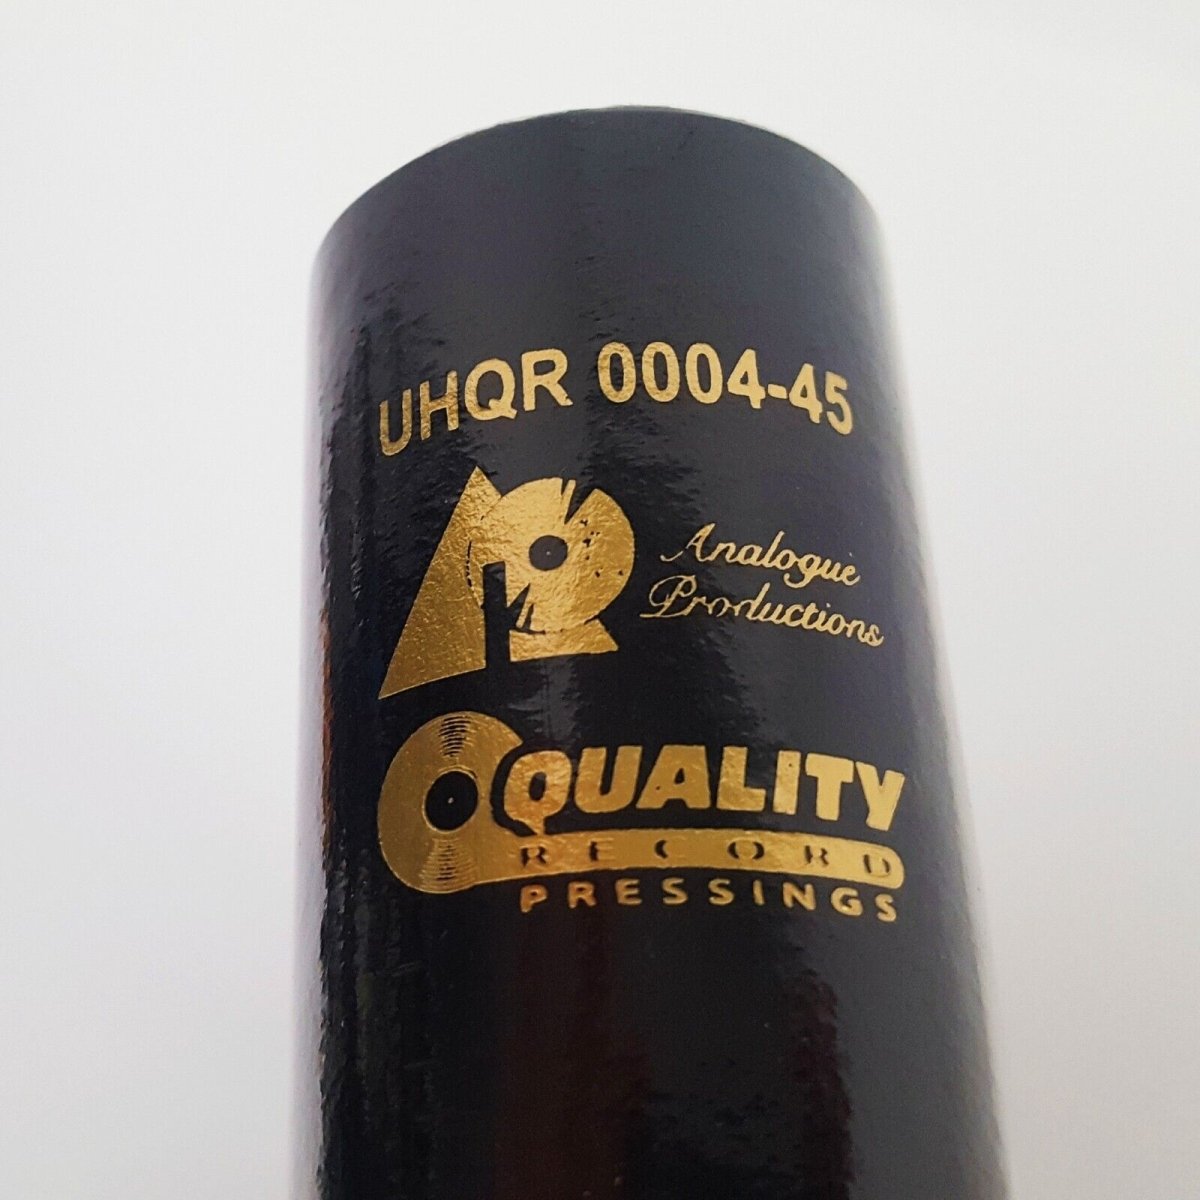 UHQR 0004-45
Analogue
Productions
QUALITY
RECORD
PRESSINGS